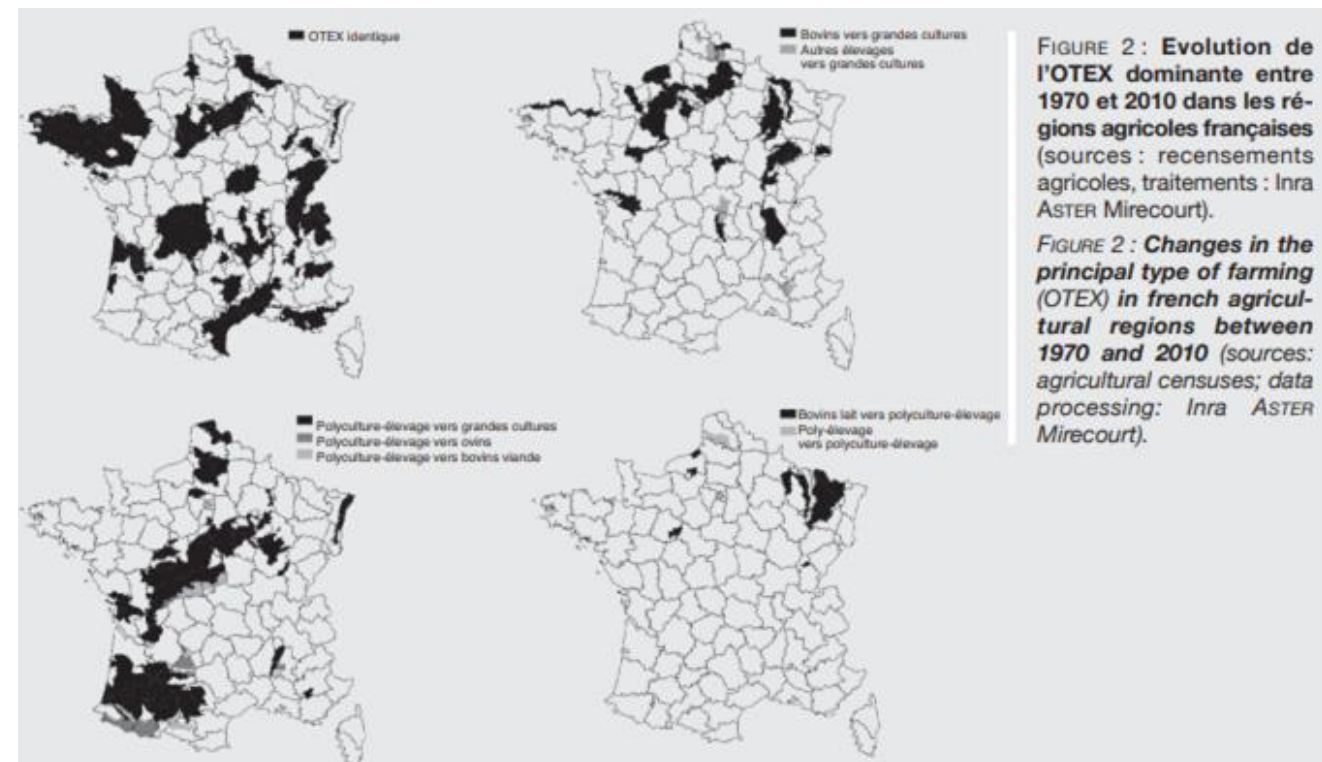 OTEX identique
Bovins vers grandes cultures
Autres élevages
vers grandes cultures
Polyculture-élevage vers grandes cultures
Polyculture-élevage vers ovins
Polyculture-élevage vers bovins viande
Bovins lait vers polyculture-élevage
Poly-élevage
vers polyculture-élevage
FIGURE 2 : Evolution de
l'OTEX dominante entre
1970 et 2010 dans les ré-
gions agricoles françaises
(sources : recensements
agricoles, traitements : Inra
ASTER Mirecourt).
FIGURE 2 : Changes in the
principal type of farming
(OTEX) in french agricul-
tural regions between
1970 and 2010 (sources:
agricultural censuses; data
processing: Inra ASTER
Mirecourt).